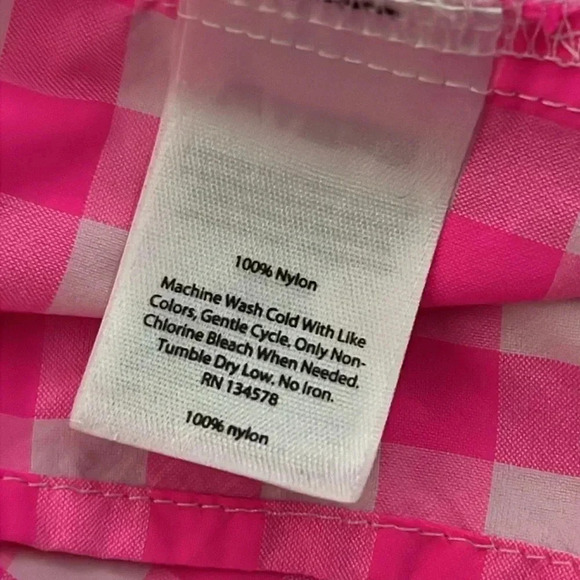 100% Nylon
Machine Wash Cold With Like
Colors, Gentle Cycle. Only Non-
Chlorine Bleach When Needed.
Tumble Dry Low. No Iron.
RN 134578
100% nylon